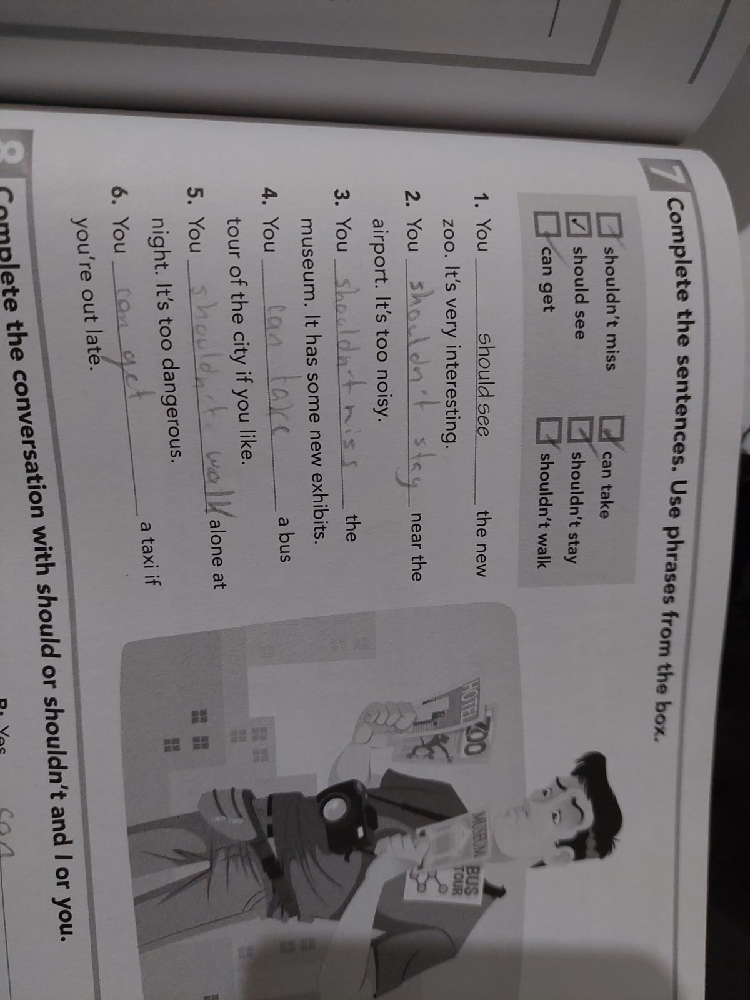 7 Complete the sentences. Use phrases from the box.
shouldn't miss can take
✓ should see shouldn't stay
can get shouldn't walk
1. You should see the new
zoo. It's very interesting.
2. You shouldn't stay near the
airport. It's too noisy.
3. You shouldn't miss the
museum. It has some new exhibits.
4. You can take a bus
tour of the city if you like.
5. You shouldn't walk alone at
night. It's too dangerous.
6. You can get a taxi if
you're out late.
HOTEL
ZOO
MUSEUM
BUS
TOUR
8 Complete the conversation with should or shouldn't and I or you.
B. Yes
can